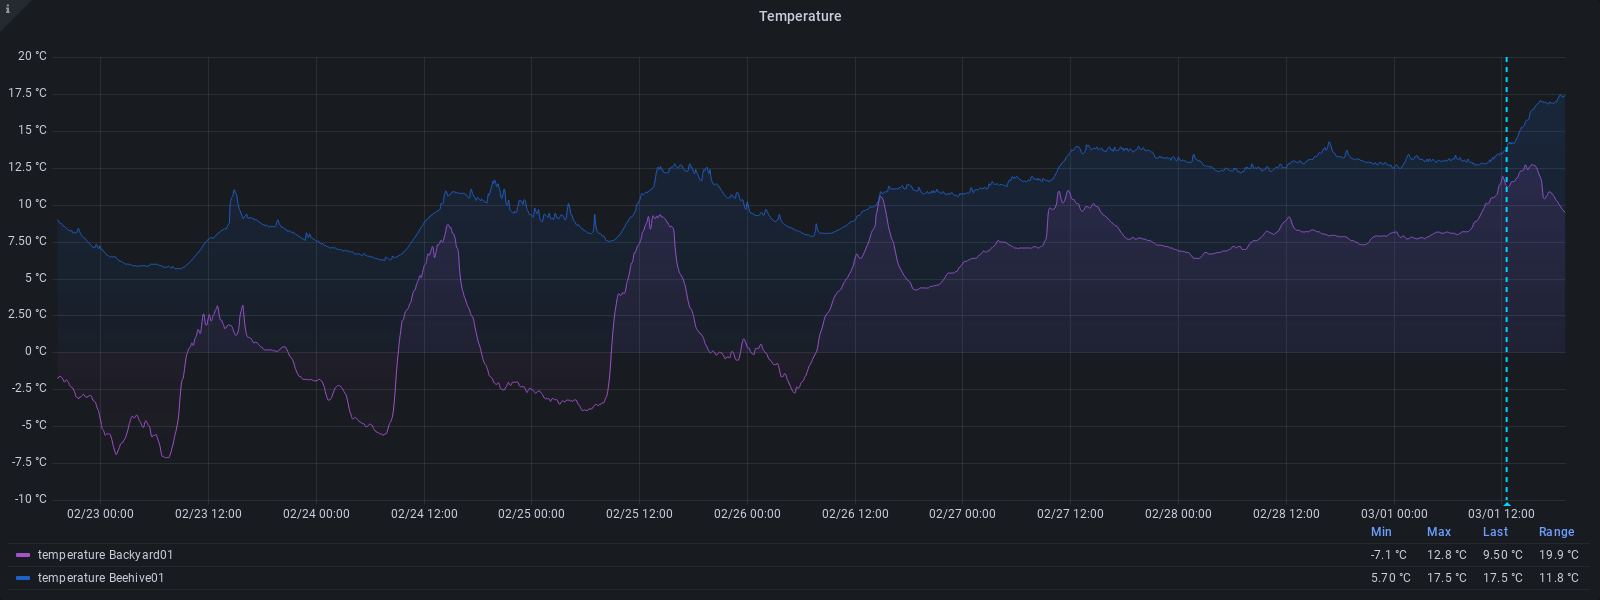 i
Temperature
20 °C
17.5 °C
15 °C
12.5 °C
10 °C
7.50 °C
5 °C
2.50 °C
0 °C
-2.5 °C
-5 °C
-7.5 °C
-10 °C
02/23 00:00 02/23 12:00 02/24 00:00 02/24 12:00 02/25 00:00 02/25 12:00 02/26 00:00 02/26 12:00 02/27 00:00 02/27 12:00 02/28 00:00 02/28 12:00 03/01 00:00 03/01 12:00
Min Max Last Range
temperature Backyard01 -7.1 °C 12.8 °C 9.50 °C 19.9 °C
temperature Beehive01 5.70 °C 17.5 °C 17.5 °C 11.8 °C